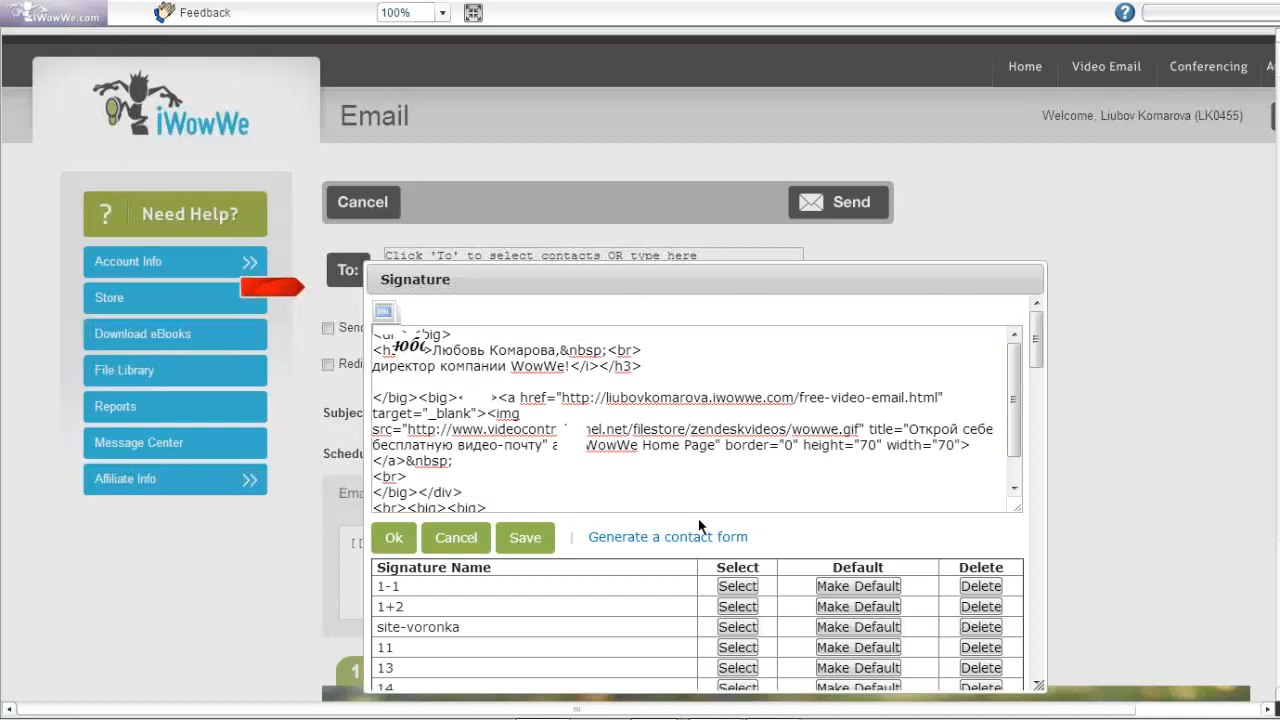 iWowWe.com
Feedback
100%
?
Home
Video Email
Conferencing
iWowWe
Email
Welcome, Liubov Komarova (LK0455)
? Need Help?
Account Info
Store
Download eBooks
File Library
Reports
Message Center
Affiliate Info
Cancel
Send
To:
Click 'To' to select contacts OR type here
Signature
<big>
>Любовь Комарова,&nbsp;<br>
директор компании WowWe!</i></h3>
</big><big> <a href="http://liubovkomarova.iwowwe.com/free-video-email.html"
target="_blank"><img
src="http://www.videocontr nel.net/filestore/zendeskvideos/wowwe.gif" title="Открой себе
бесплатную видео-почту" WowWe Home Page" border="0" height="70" width="70">
</a>&nbsp;
<br>
</big></div>
<br><big><big>
Ok
Cancel
Save
|
Generate a contact form
Signature Name Select Default Delete
1-1 Select Make Default Delete
1+2 Select Make Default Delete
site-voronka Select Make Default Delete
11 Select Make Default Delete
13 Select Make Default Delete
14 Select Make Default Delete
[[
1